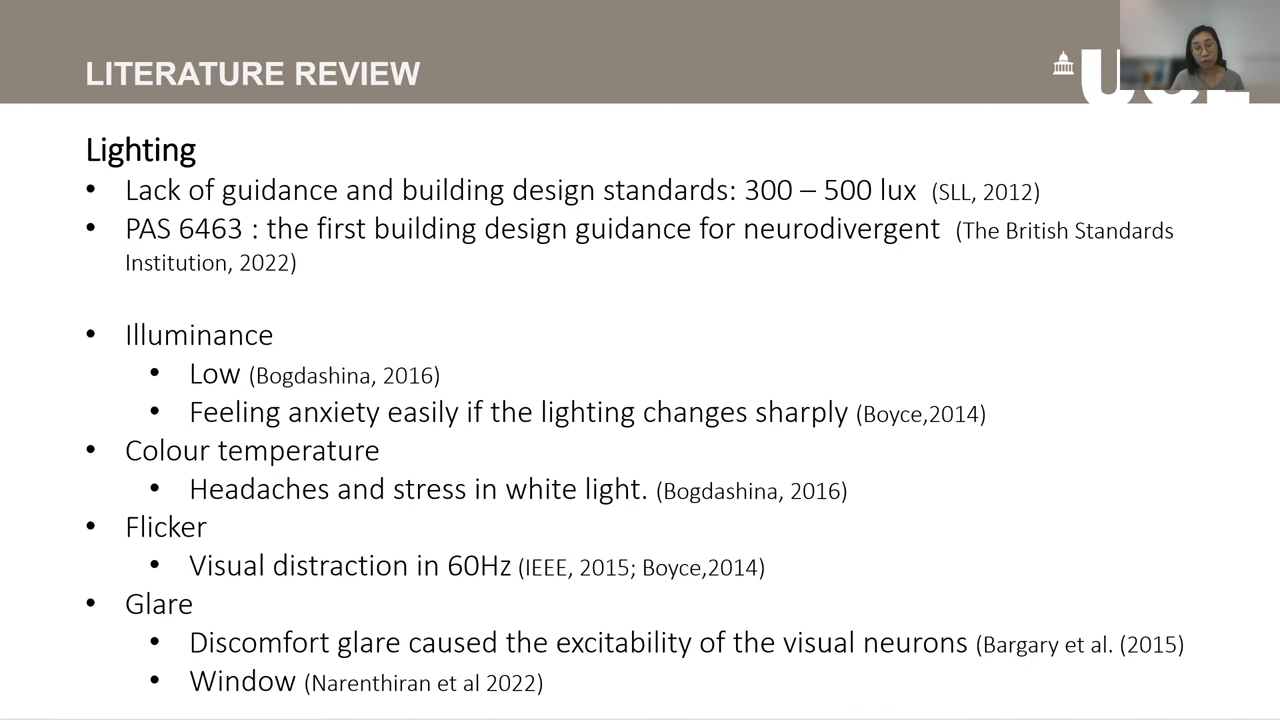 LITERATURE REVIEW
Lighting
• Lack of guidance and building design standards: 300 – 500 lux (SLL, 2012)
• PAS 6463 : the first building design guidance for neurodivergent (The British Standards
Institution, 2022)
• Illuminance
• Low (Bogdashina, 2016)
• Feeling anxiety easily if the lighting changes sharply (Boyce,2014)
• Colour temperature
• Headaches and stress in white light. (Bogdashina, 2016)
• Flicker
• Visual distraction in 60Hz (IEEE, 2015; Boyce,2014)
• Glare
• Discomfort glare caused the excitability of the visual neurons (Bargary et al. (2015)
• Window (Narenthiran et al 2022)